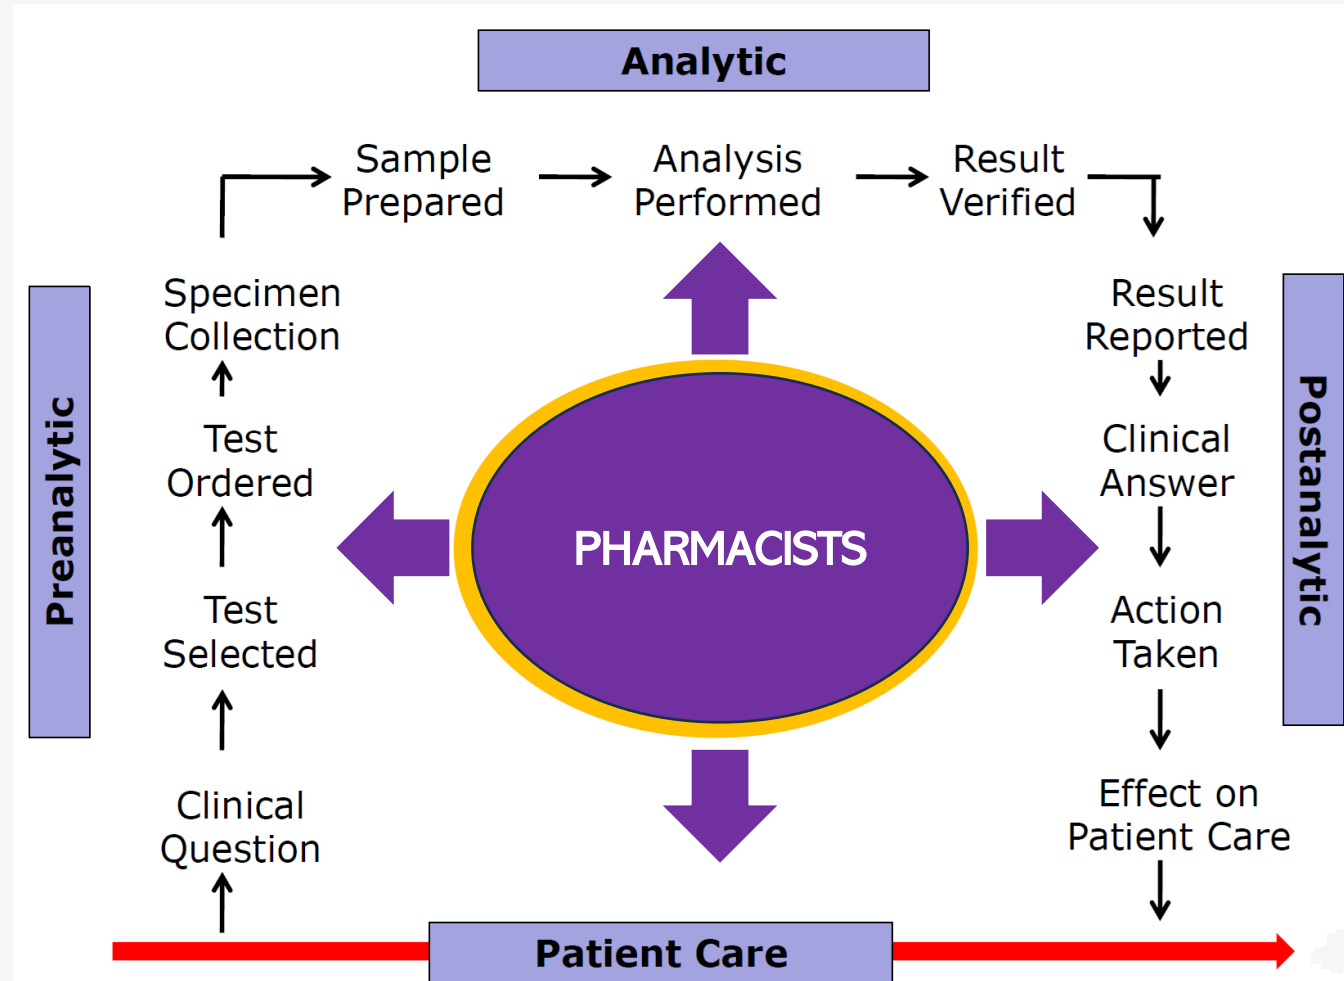 Analytic
Sample
Prepared
Analysis
Performed
Result
Verified
Preanalytic
Specimen
Collection
Test
Ordered
Test
Selected
Clinical
Question
PHARMACISTS
Result
Reported
Clinical
Answer
Action
Taken
Effect on
Patient Care
Postanalytic
Patient Care